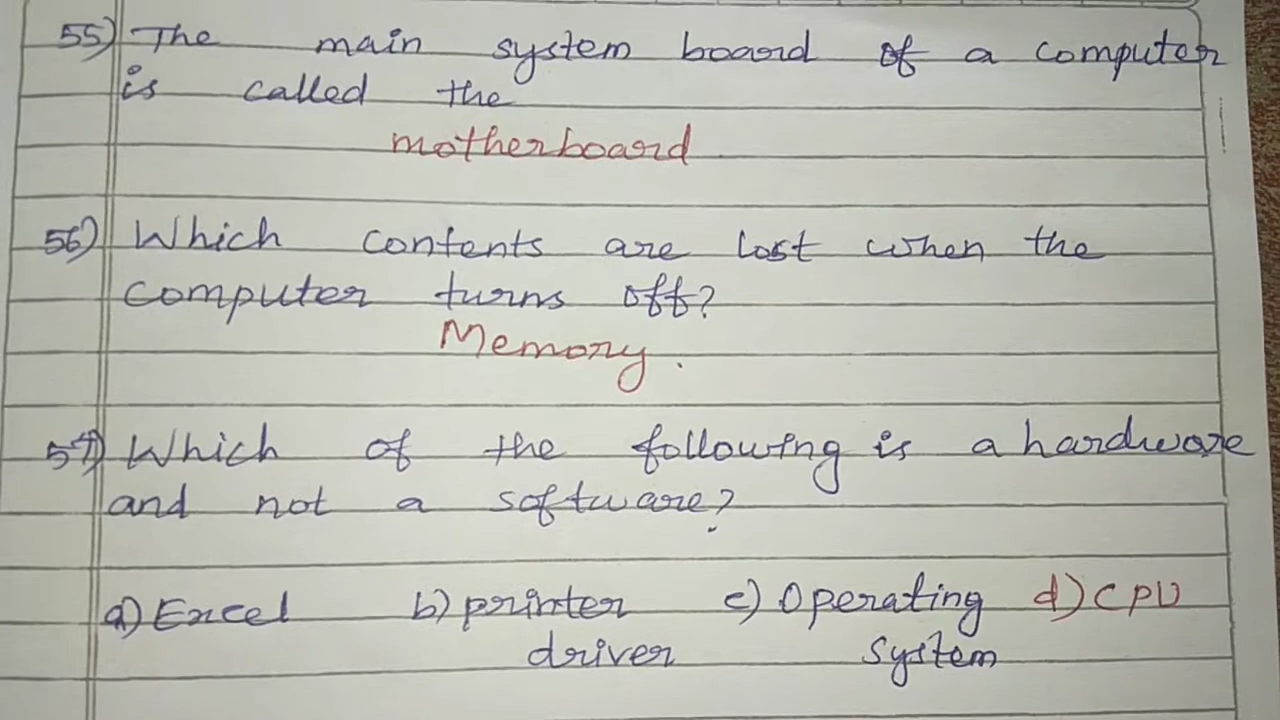 55) The main system board of a computer
is called the
motherboard
56) Which contents are lost when the
computer turns off?
Memory.
57) Which of the following is a hardware
and not a software?
a) Excel b) printer c) Operating d) CPU
driver system